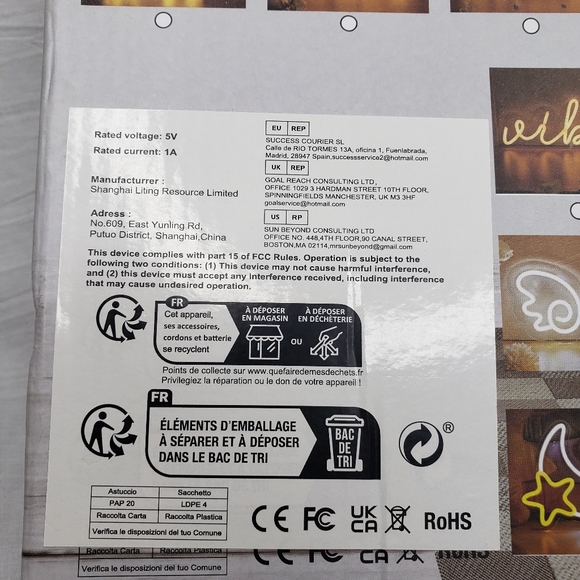 Rated voltage: 5V
Rated current: 1A
Manufacturer :
Shanghai Liting Resource Limited
Adress :
No.609, East Yunling Rd,
Putuo District, Shanghai,China
EU REP
SUCCESS COURIER SL
Calle de RIO TORMES 13A, oficina 1, Fuenlabrada,
Madrid, 28947 Spain,successservice2@hotmail.com
UK REP
GOAL REACH CONSULTING LTD,
OFFICE 1029 3 HARDMAN STREET 10TH FLOOR,
SPINNINGFIELDS MANCHESTER, UK M3 3HF
goalservice@hotmail.com
US RP
SUN BEYOND CONSULTING LTD
OFFICE NO. 448,4TH FLOOR,90 CANAL STREET,
BOSTON,MA 02114,mrsunbeyond@gmail.com
This device complies with part 15 of FCC Rules. Operation is subject to the
following two conditions: (1) This device may not cause harmful interference,
and (2) this device must accept any interference received, including interference
that may cause undesired operation.
FR
Cet appareil,
ses accessoires,
cordons et batterie
se recyclent
À DÉPOSER
EN MAGASIN
OU
À DÉPOSER
EN DÉCHÈTERIE
Points de collecte sur www.quefairedemesdechets.fr
Privilegiez la réparation ou le don de votre appareil !
FR
ÉLÉMENTS D'EMBALLAGE
À SÉPARER ET À DÉPOSER
DANS LE BAC DE TRI
BAC
DE
TRI
®
Astuccio Sacchetto
PAP 20 LDPE 4
Raccolta Carta Raccolta Plastica
Verifica le disposizioni del tuo Comune
CE FC UK CA RoHS
Raccolta Carta Raccolta Plastica
Verifica le disposizioni del tuo Comune
CE FC CA RoHS
vib